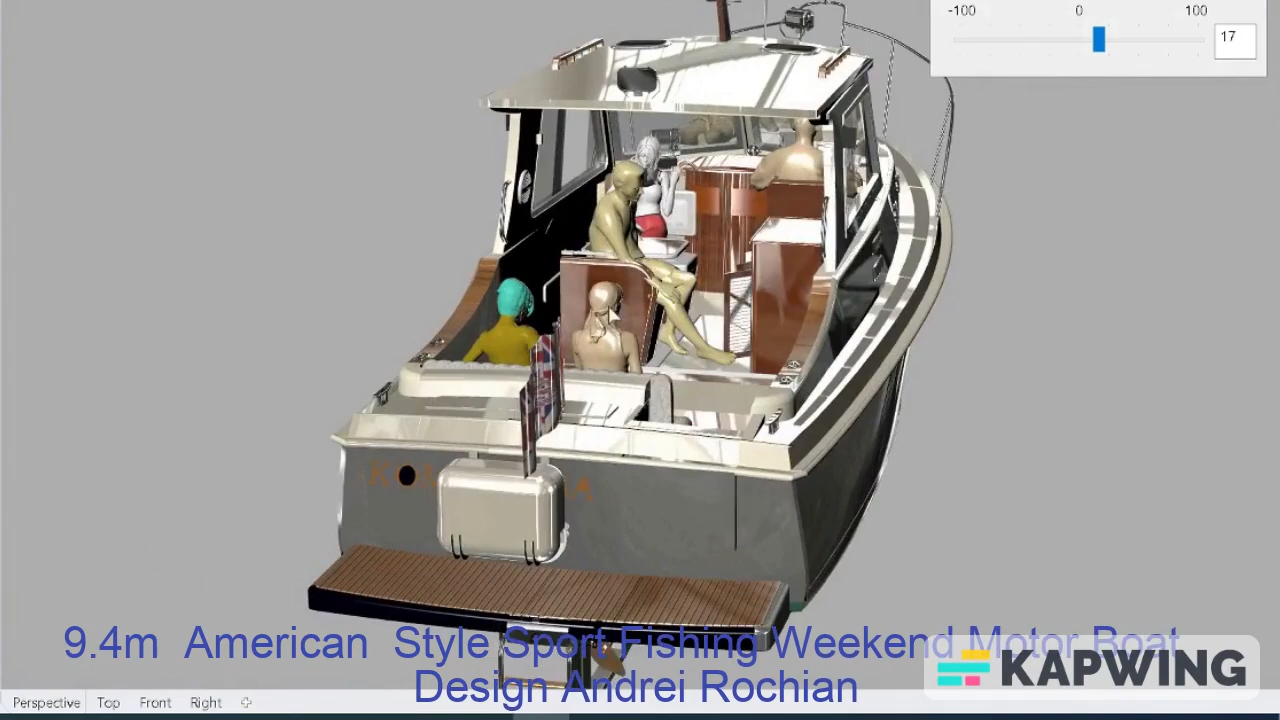 -100 0 100
17
9.4m American Style Sport Fishing Weekend Motor Boat
Design Andrei Rochian
KAPWING
Perspective Top Front Right